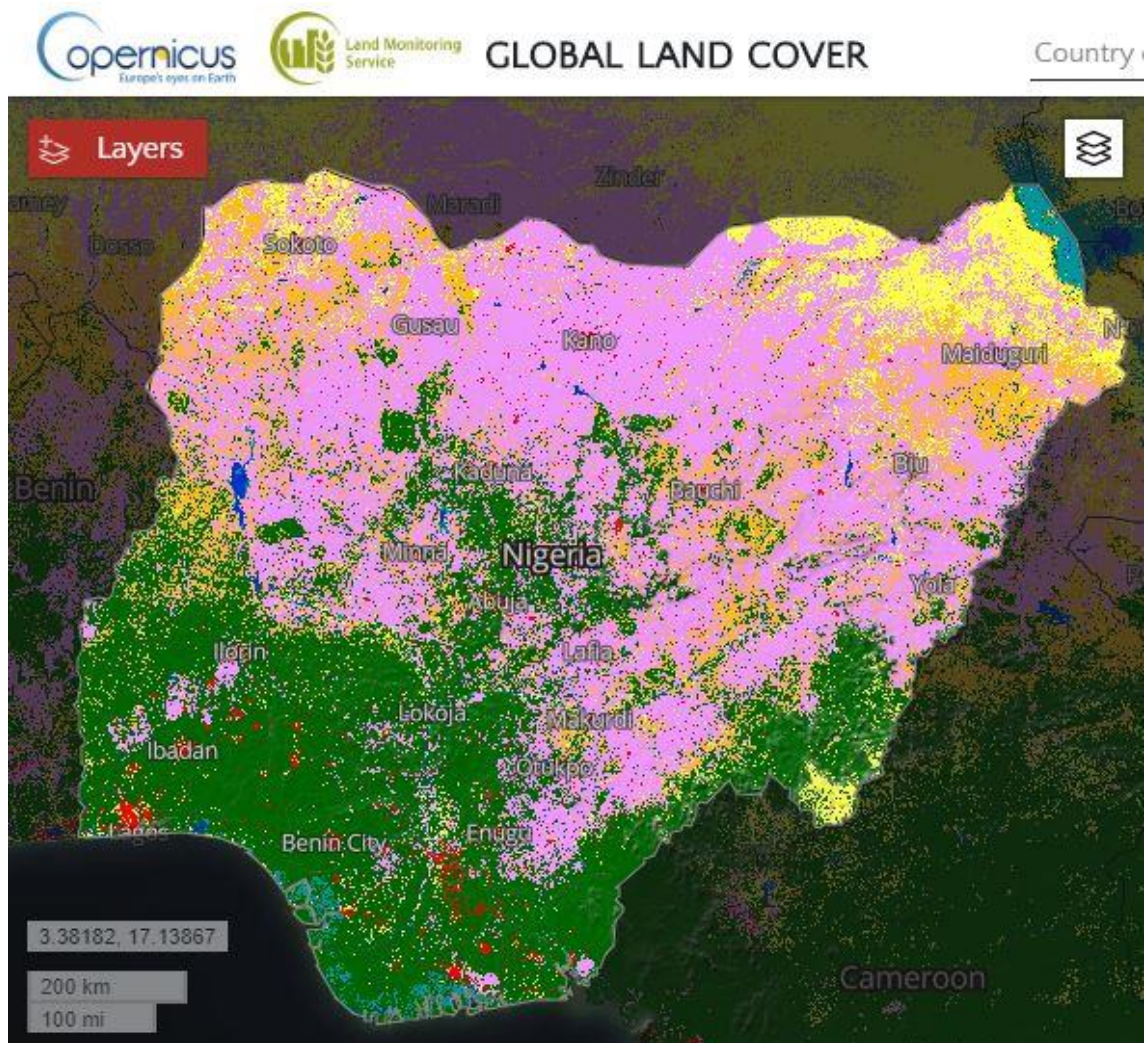 Copernicus
Europe's eyes on Earth
Land Monitoring
Service
GLOBAL LAND COVER
Country
Layers
Zinder
Maradi
Dosso
Sokoto
Gusau
Kano
Maiduguri
Benin
Kaduna
Bauchi
Biu
Minna
Nigeria
Abuja
Yola
Ilorin
Lafia
Lokoja
Makurdi
Ibadan
Otukpo
Lagos
Benin City
Enugu
3.38182, 17.13867
200 km
100 mi
Cameroon